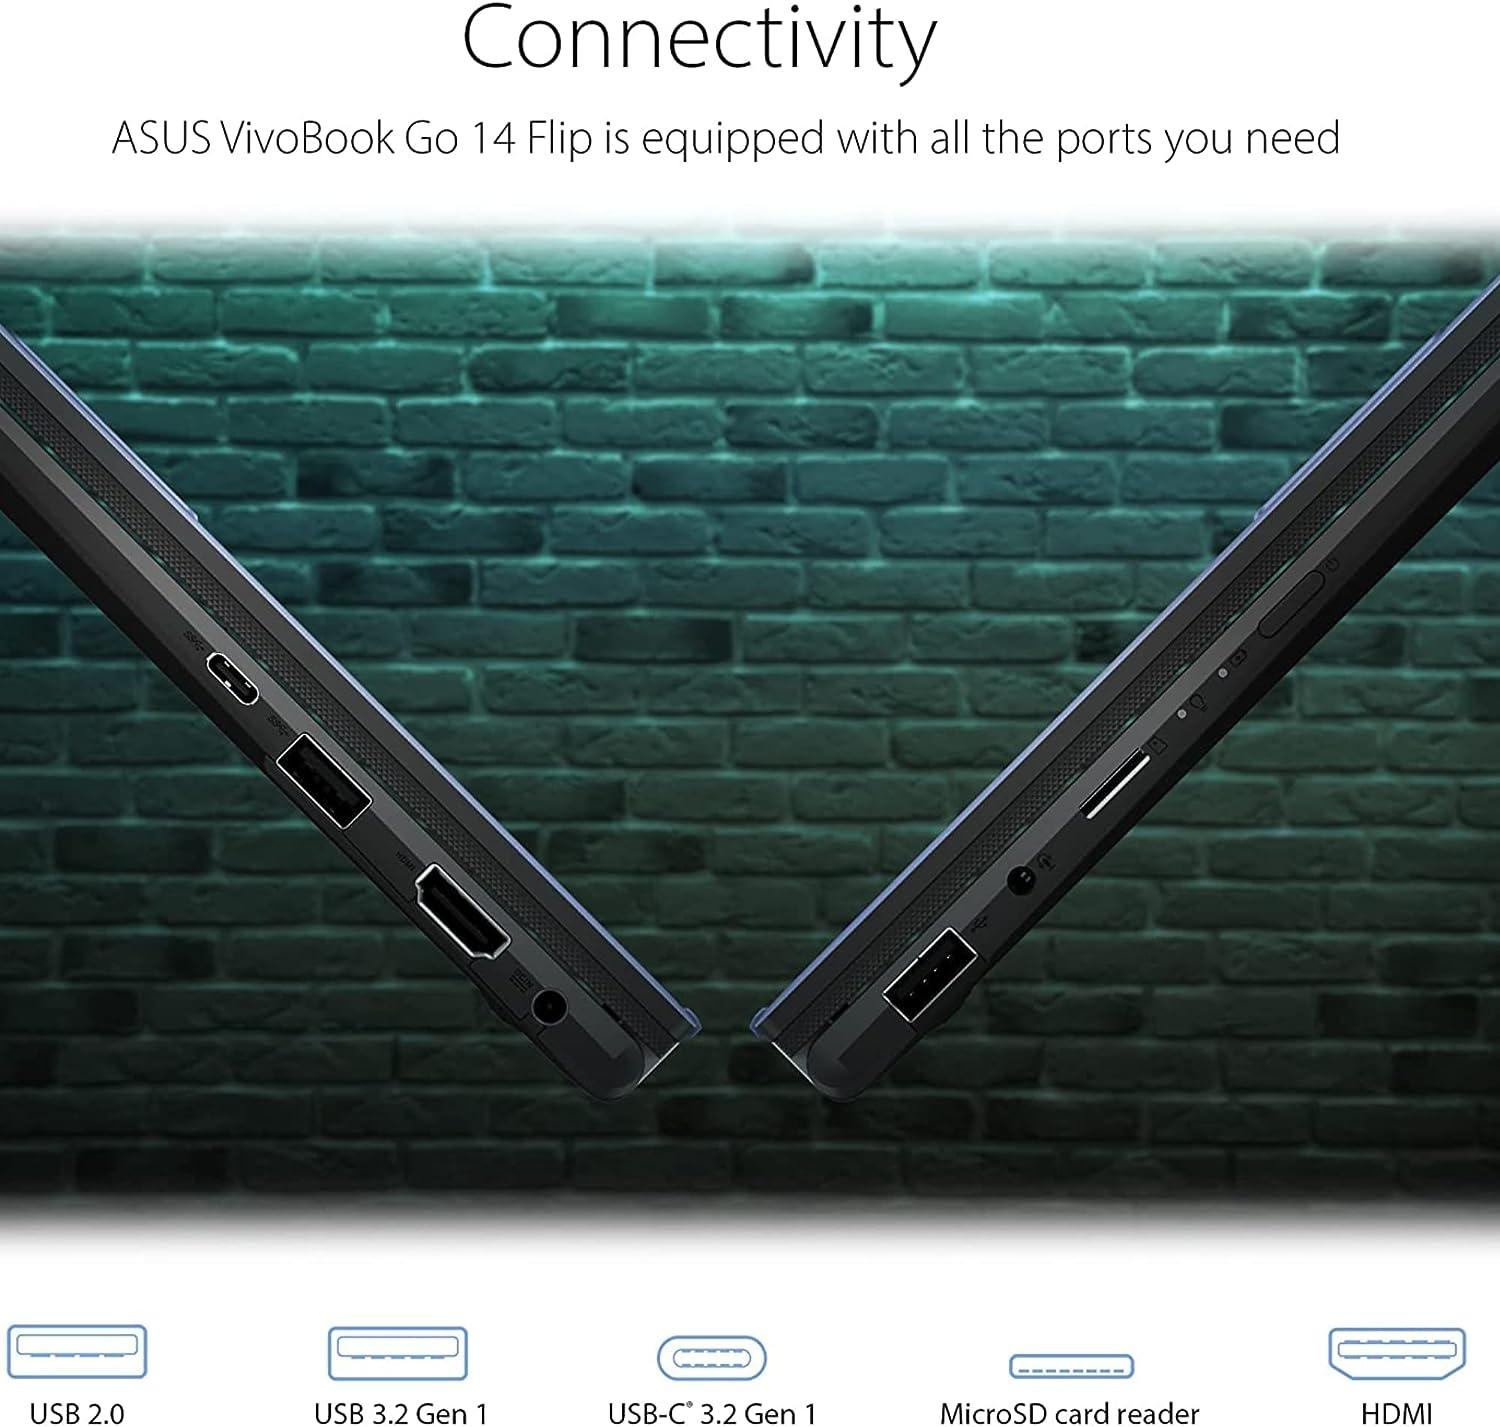 Connectivity
ASUS VivoBook Go 14 Flip is equipped with all the ports you need
HDMI
USB 2.0
USB 3.2 Gen 1
USB-C® 3.2 Gen 1
MicroSD card reader
HDMI